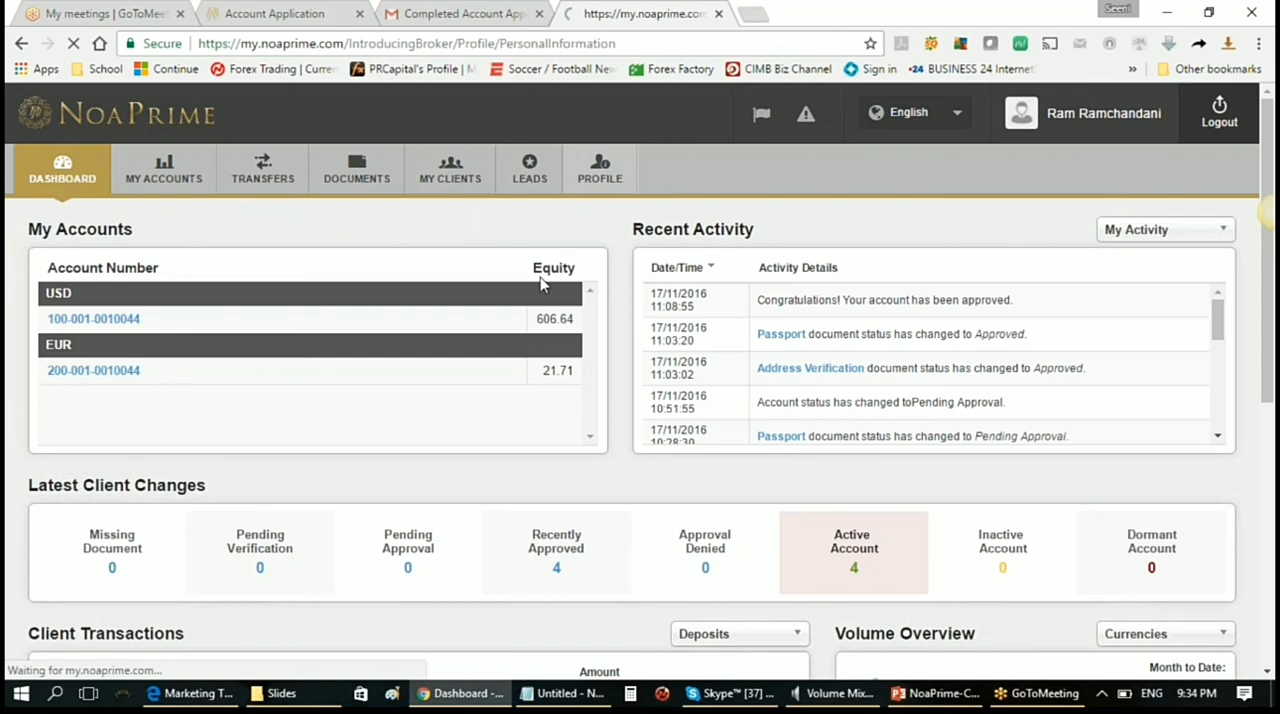 My meetings | GoToMeet
Account Application
Completed Account App
https://my.noaprime.com/
Seeni
Secure
https://my.noaprime.com/IntroducingBroker/Profile/PersonalInformation
Apps
School
Continue
Forex Trading | Curren
PRCapital's Profile | M
Soccer / Football New
Forex Factory
CIMB Biz Channel
Sign in
24 BUSINESS 24 Internet
»
Other bookmarks
NOAPRIME
English
Ram Ramchandani
Logout
DASHBOARD
MY ACCOUNTS
TRANSFERS
DOCUMENTS
MY CLIENTS
LEADS
PROFILE
My Accounts
Account Number Equity
USD
100-001-0010044 606.64
EUR
200-001-0010044 21.71
Recent Activity
My Activity
Date/Time Activity Details
17/11/2016
11:08:55
Congratulations! Your account has been approved.
17/11/2016
11:03:20
Passport document status has changed to Approved.
17/11/2016
11:03:02
Address Verification document status has changed to Approved.
17/11/2016
10:51:55
Account status has changed toPending Approval.
17/11/2016
10:28:30
Passport document status has changed to Pending Approval.
Latest Client Changes
Missing
Document
0
Pending
Verification
0
Pending
Approval
0
Recently
Approved
4
Approval
Denied
0
Active
Account
4
Inactive
Account
0
Dormant
Account
0
Client Transactions
Deposits
Amount
Volume Overview
Currencies
Month to Date:
Waiting for my.noaprime.com...
Marketing T...
Slides
Dashboard -...
Untitled - N...
Skype™ [37] ...
Volume Mix...
NoaPrime-C...
GoToMeeting
ENG
9:34 PM